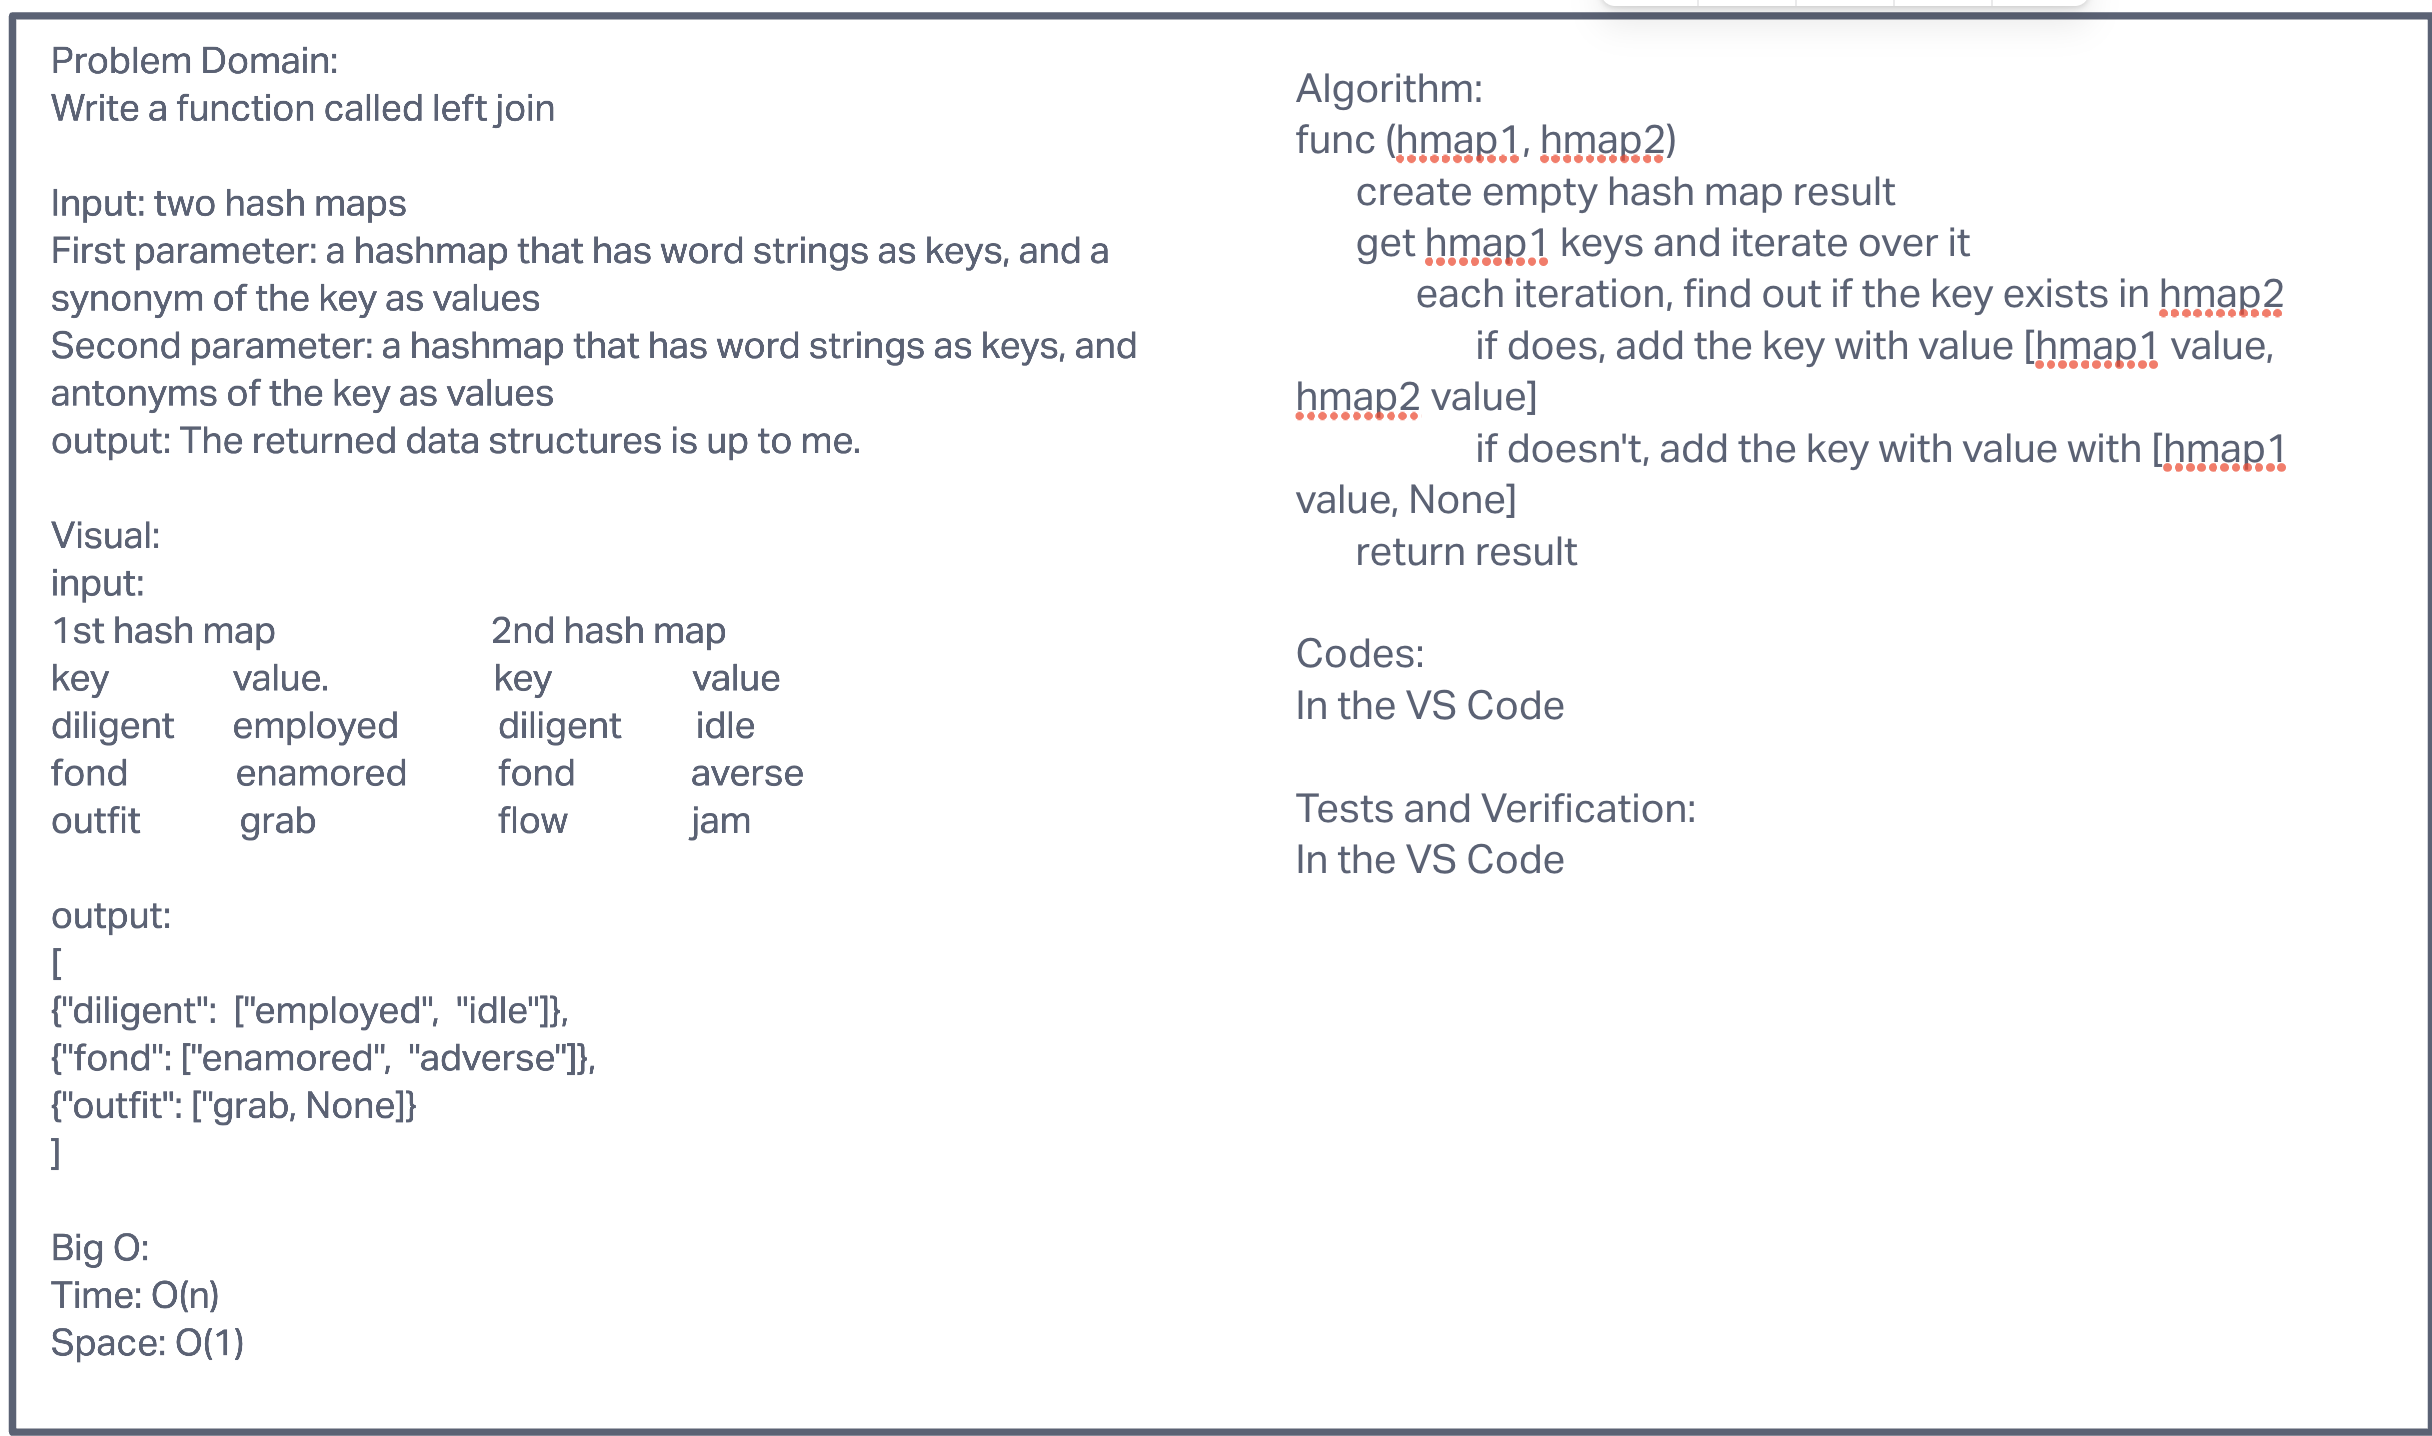 Problem Domain:
Write a function called left join
Input: two hash maps
First parameter: a hashmap that has word strings as keys, and a
synonym of the key as values
Second parameter: a hashmap that has word strings as keys, and
antonyms of the key as values
output: The returned data structures is up to me.
Visual:
input:
1st hash map 2nd hash map
key value. key value
diligent employed diligent idle
fond enamored fond averse
outfit grab flow jam
output:
[
{"diligent": ["employed", "idle"]},
{"fond": ["enamored", "adverse"]},
{"outfit": ["grab, None]}
]
Big O:
Time: O(n)
Space: O(1)
Algorithm:
func (hmap1, hmap2)
create empty hash map result
get hmap1 keys and iterate over it
each iteration, find out if the key exists in hmap2
if does, add the key with value [hmap1 value,
hmap2 value]
if doesn't, add the key with value with [hmap1
value, None]
return result
Codes:
In the VS Code
Tests and Verification:
In the VS Code